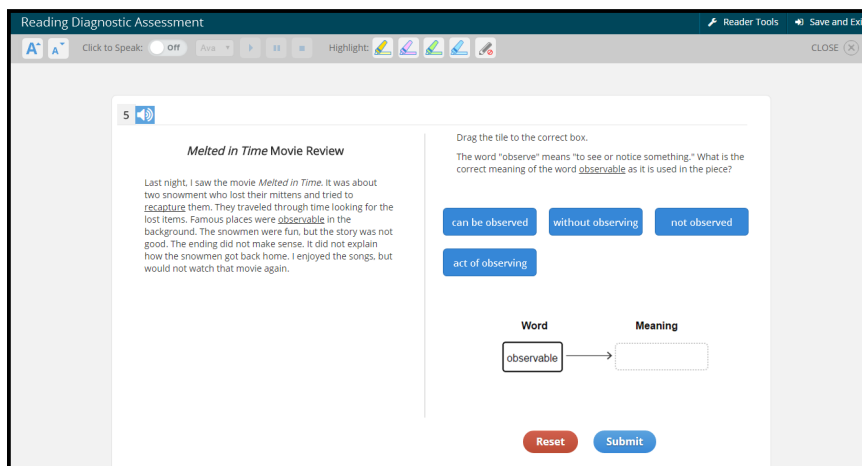 Reading Diagnostic Assessment
Reader Tools
Save and Exi
A A
Click to Speak:
Off
Ava
Highlight:
CLOSE
5
Melted in Time Movie Review
Last night, I saw the movie Melted in Time. It was about
two snowment who lost their mittens and tried to
recapture them. They traveled through time looking for the
lost items. Famous places were observable in the
background. The snowmen were fun, but the story was not
good. The ending did not make sense. It did not explain
how the snowmen got back home. I enjoyed the songs, but
would not watch that movie again.
Drag the tile to the correct box.
The word "observe" means "to see or notice something." What is the
correct meaning of the word observable as it is used in the piece?
can be observed
without observing
not observed
act of observing
Word
Meaning
observable
Reset
Submit